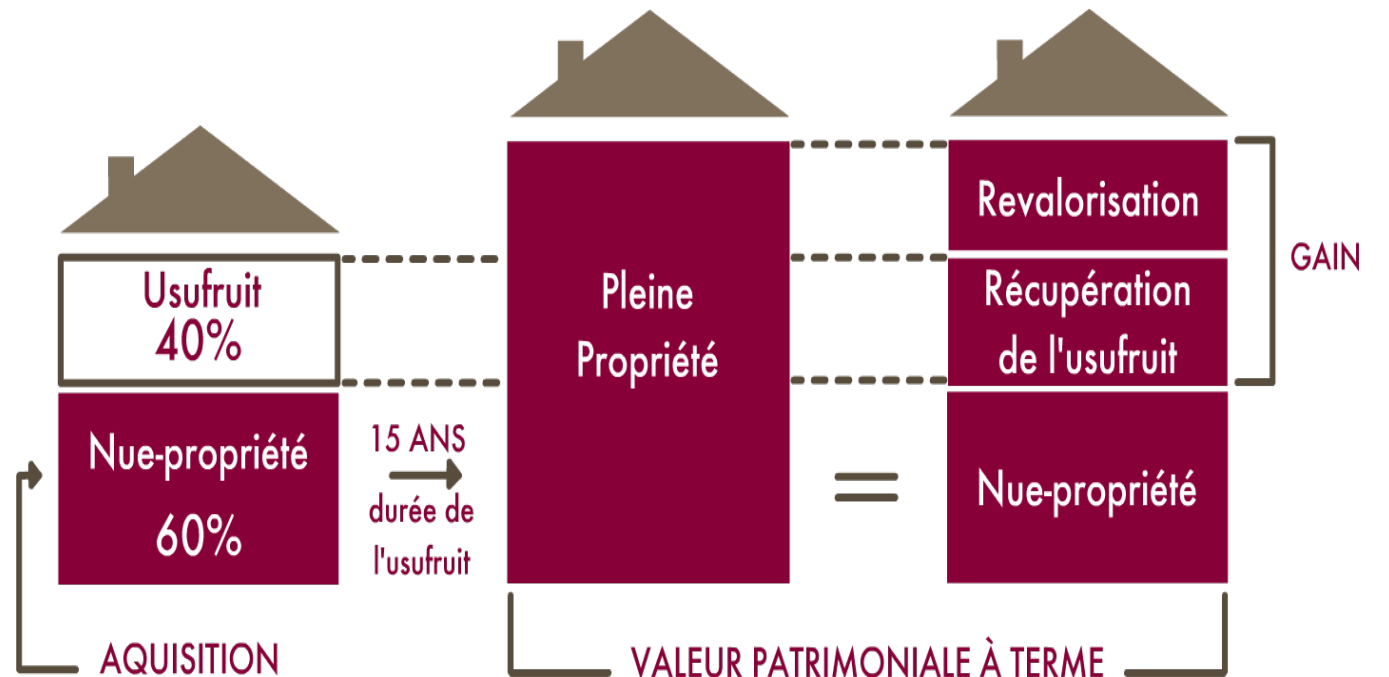 Usufruit
40%
Nue-propriété
60%
AQUISITION
15 ANS
durée de
l'usufruit
Pleine
Propriété
=
Revalorisation
Récupération
de l'usufruit
Nue-propriété
GAIN
VALEUR PATRIMONIALE À TERME